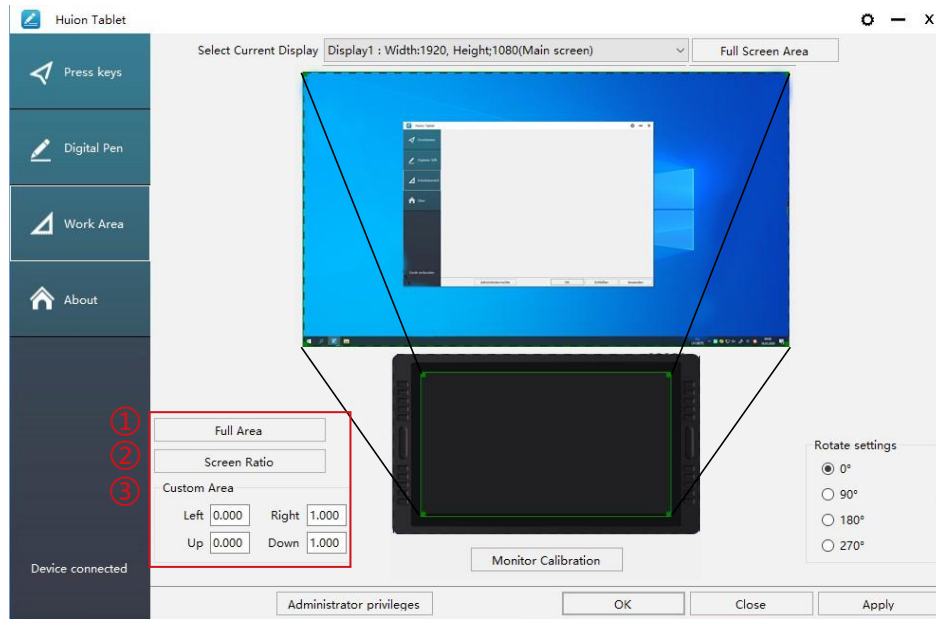 Huion Tablet
Select Current Display Display1 : Width:1920, Height;1080(Main screen) Full Screen Area
Press keys
Digital Pen
Work Area
About
Huion Tablet
① Full Area
② Screen Ratio
③ Custom Area
Left 0.000 Right 1.000
Up 0.000 Down 1.000
Rotate settings
0°
90°
180°
270°
Monitor Calibration
Device connected
Administrator privileges OK Close Apply